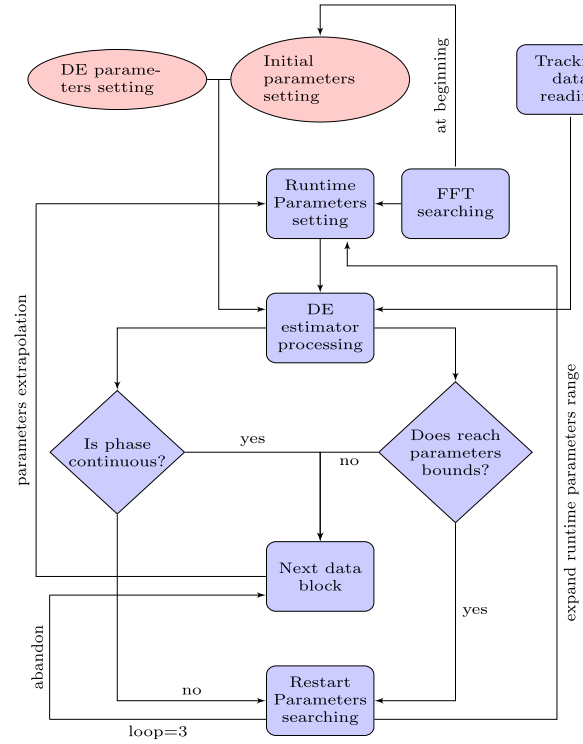 DE parame-
ters setting
Initial
parameters
setting
at beginning
data
Runtime
Parameters
setting
FFT
searching
DE
estimator
processing
parameters extrapolation
Is phase
continuous?
yes
no
Does reach
parameters
bounds?
expand runtime parameters range
Next data
block
yes
abandon
no
Restart
Parameters
searching
loop=3